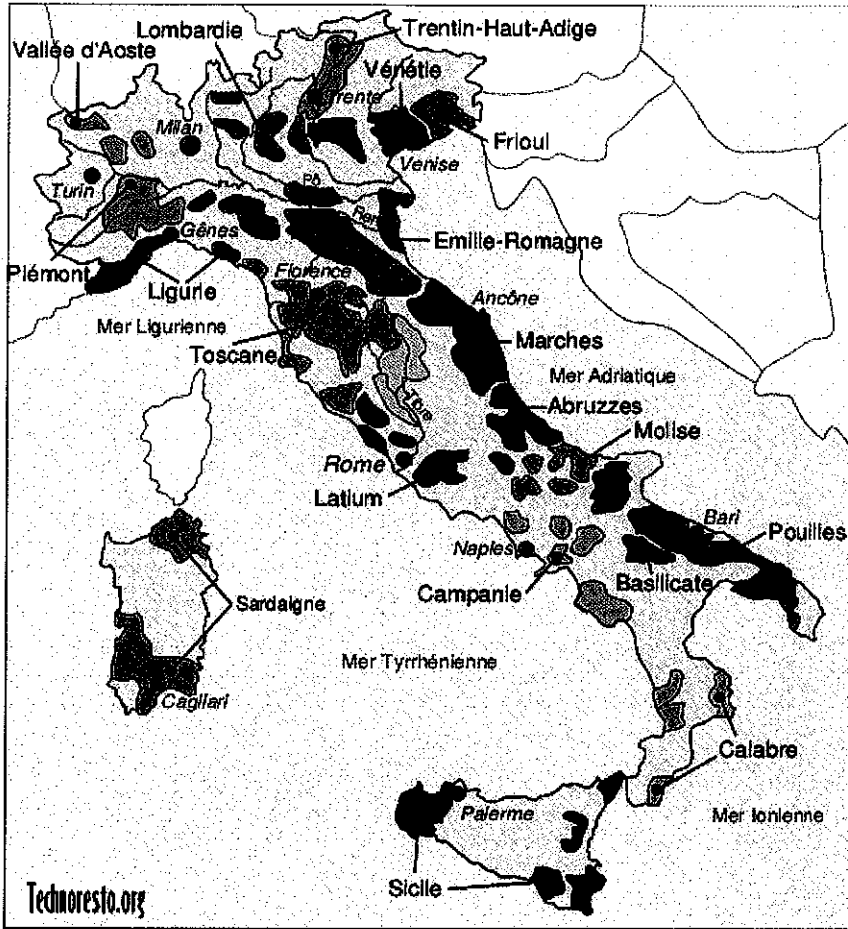 Lombardie
Trentin-Haut-Adige
Vallée d'Aoste
Vénétie
Trente
Milan
Frioul
Venise
Turin
Pô
Ren
Gênes
Emilie-Romagne
Piémont
Ligurie
Florence
Ancône
Mer Ligurienne
Marches
Toscane
Mer Adriatique
Tibre
Abruzzes
Molise
Rome
Latium
Bari
Pouilles
Naples
Campanie
Basilicate
Sardaigne
Mer Tyrrhénienne
Cagliari
Calabre
Palerme
Mer Ionienne
Sicile
Technoresto.org